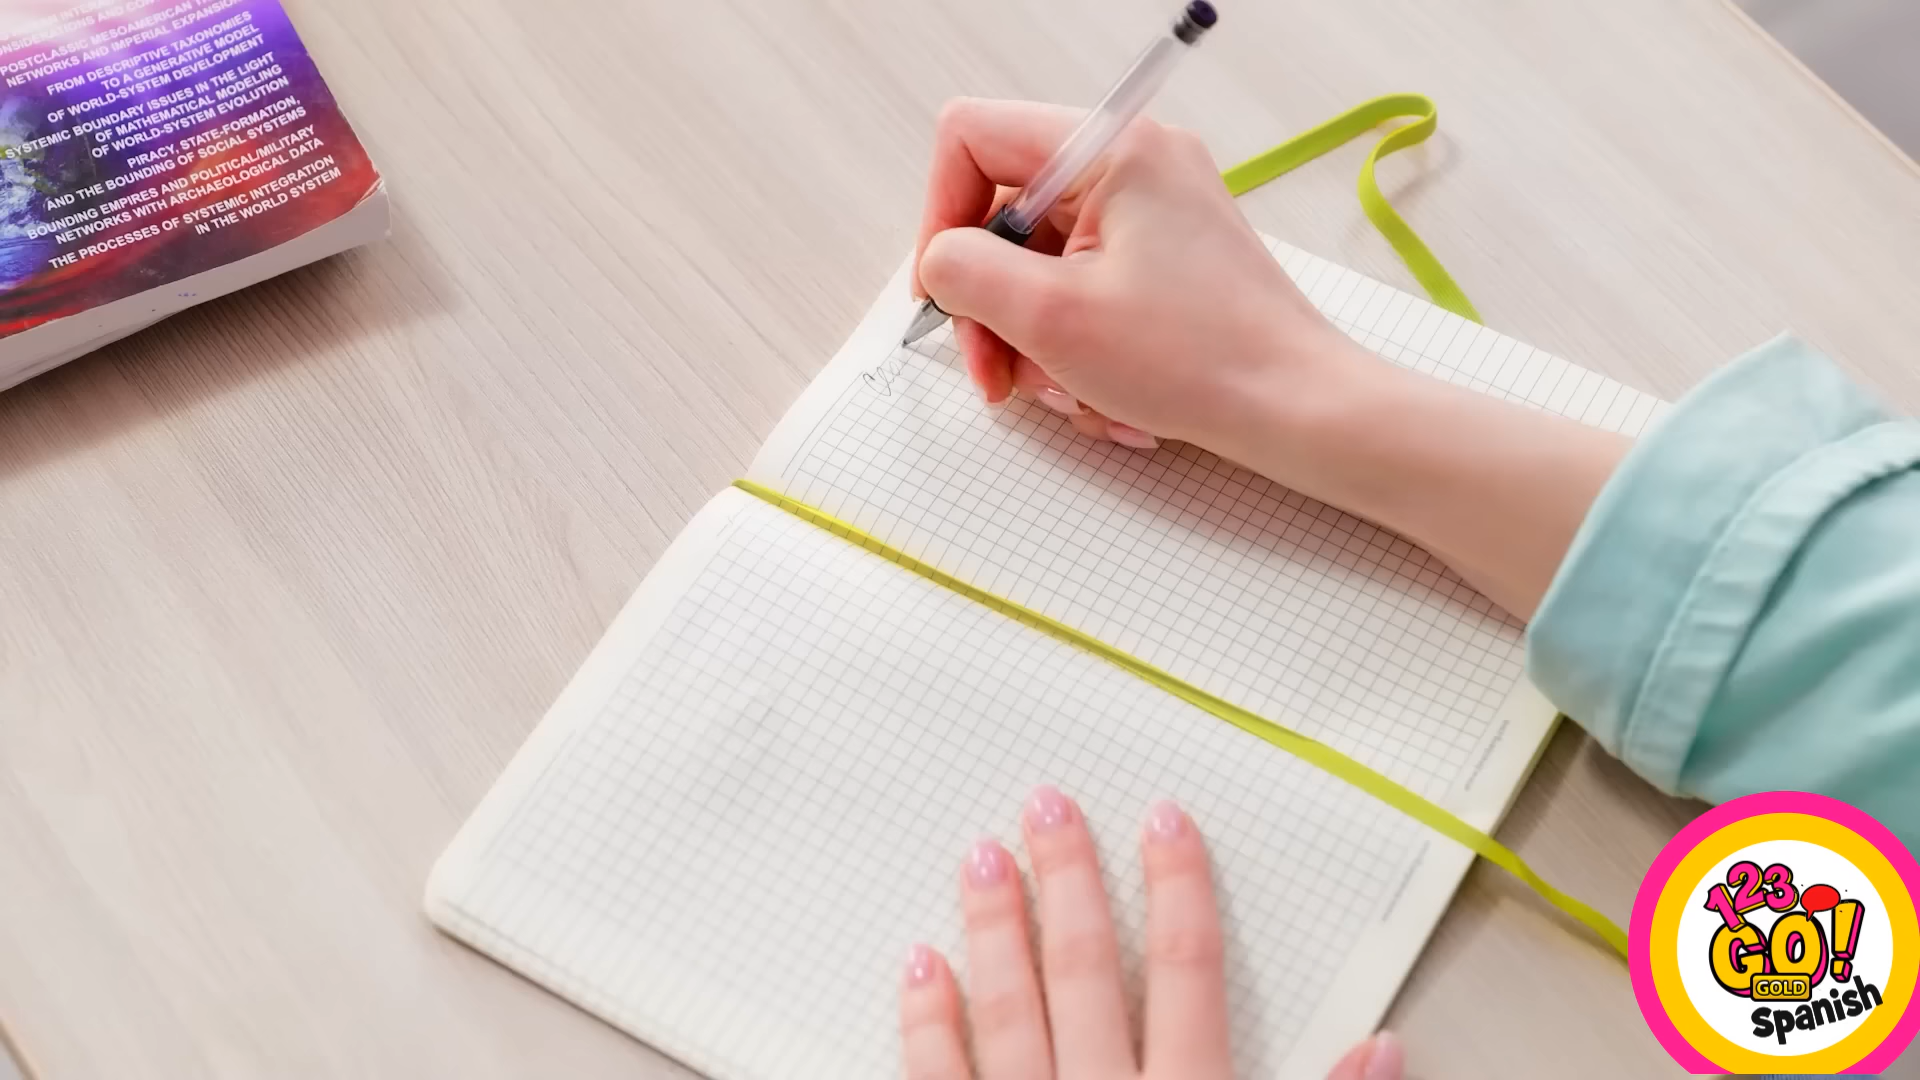 POSTCLASSIC MESOAMERICAN
NETWORKS AND IMPERIAL EXPANSION
FROM DESCRIPTIVE TAXONOMIES
TO A GENERATIVE MODEL
OF WORLD-SYSTEM DEVELOPMENT
SYSTEMIC BOUNDARY ISSUES IN THE LIGHT
OF MATHEMATICAL MODELING
OF WORLD-SYSTEM EVOLUTION
PIRACY, STATE-FORMATION,
AND THE BOUNDING OF SOCIAL SYSTEMS
BOUNDING EMPIRES AND POLITICAL/MILITARY
NETWORKS WITH ARCHAEOLOGICAL DATA
THE PROCESSES OF SYSTEMIC INTEGRATION
IN THE WORLD SYSTEM
123
GO!
GOLD
Spanish